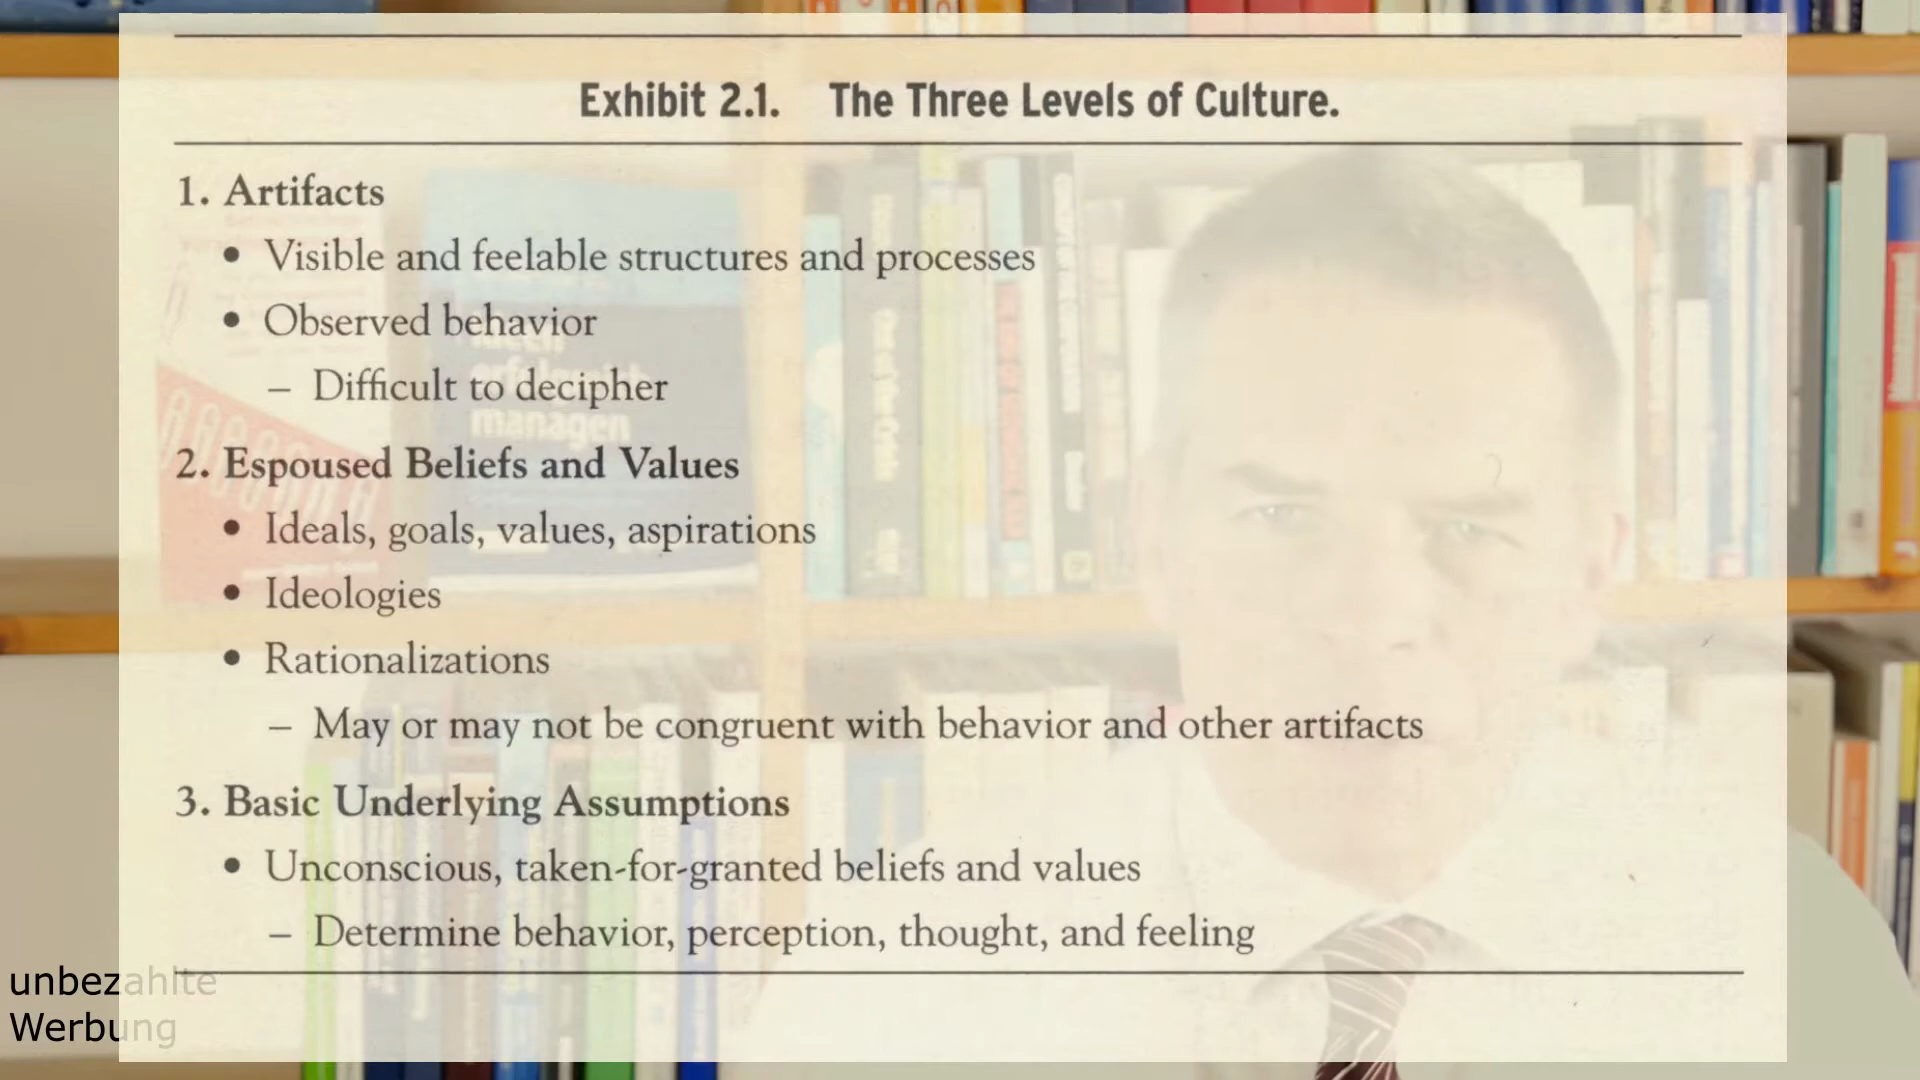 Exhibit 2.1. The Three Levels of Culture.
1. Artifacts
• Visible and feelable structures and processes
• Observed behavior
– Difficult to decipher
2. Espoused Beliefs and Values
• Ideals, goals, values, aspirations
• Ideologies
• Rationalizations
– May or may not be congruent with behavior and other artifacts
3. Basic Underlying Assumptions
• Unconscious, taken-for-granted beliefs and values
– Determine behavior, perception, thought, and feeling
unbezahlte
Werbung
managen